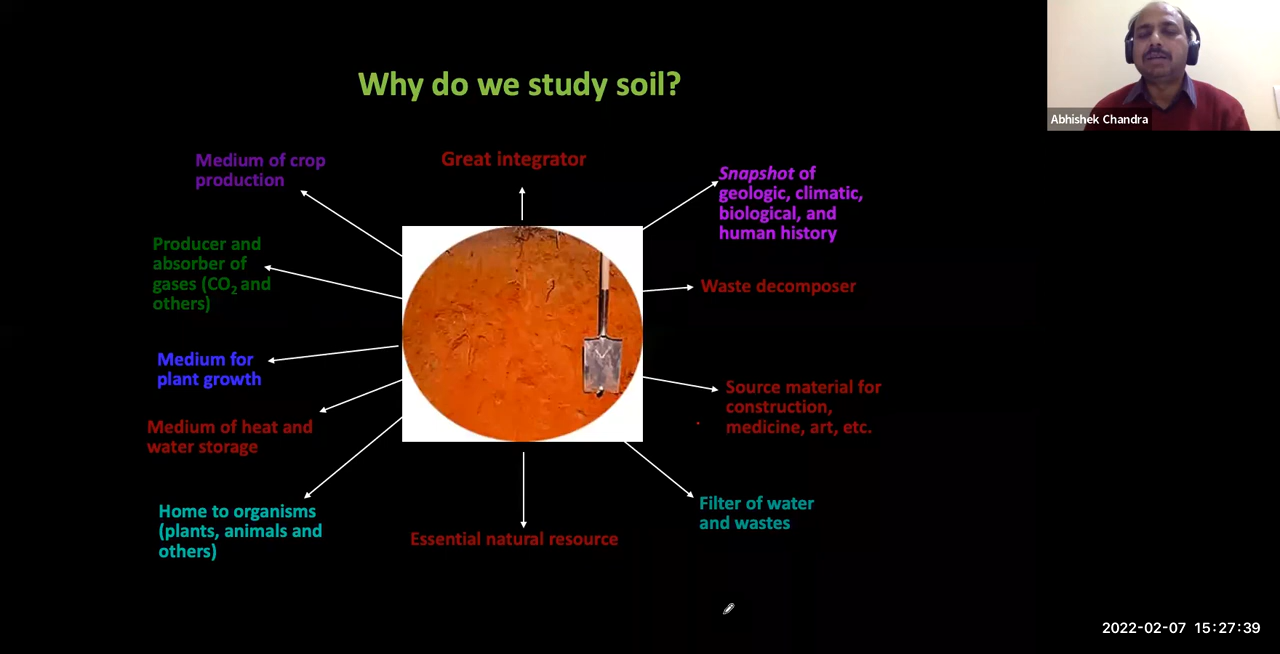 Why do we study soil?
Abhishek Chandra
Medium of crop
production
Great integrator
Snapshot of
geologic, climatic,
biological, and
human history
Producer and
absorber of
gases (CO₂ and
others)
Waste decomposer
Medium for
plant growth
Source material for
construction,
medicine, art, etc.
Medium of heat and
water storage
Home to organisms
(plants, animals and
others)
Filter of water
and wastes
Essential natural resource
2022-02-07 15:27:39